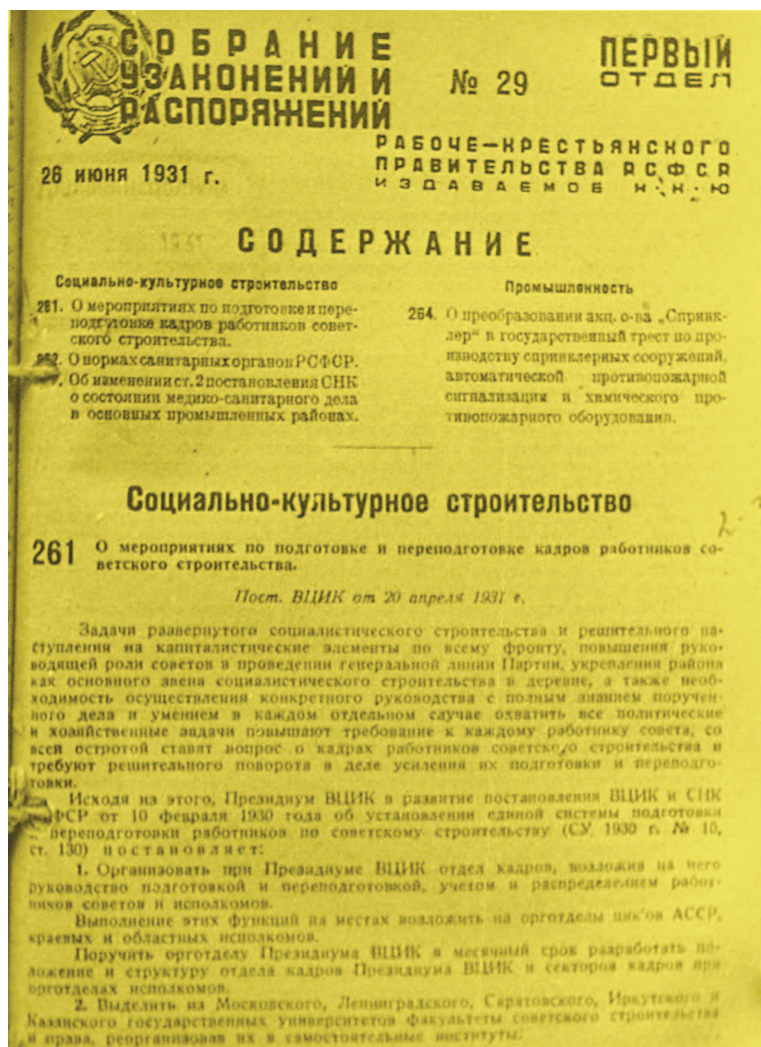 СОБРАНИЕ
УЗАКОНЕНИЙ И
РАСПОРЯЖЕНИЙ
№ 29
ПЕРВЫЙ
ОТДЕЛ
РАБОЧЕ-КРЕСТЬЯНСКОГО
ПРАВИТЕЛЬСТВА РСФСР
ИЗДАВАЕМОЕ Н·К·Ю
26 июня 1931 г.
СОДЕРЖАНИЕ
Социально-культурное строительство
261. О мероприятиях по подготовке и пере-
подготовке кадров работников совет-
ского строительства.
262. О нормах санитарных органов РСФСР.
Об изменении ст. 2 постановления СНК
о состоянии медико-санитарного дела
в основных промышленных районах.
Промышленность
264. О преобразовании акц. о-ва „Спринк-
лер“ в государственный трест по про-
изводству спринклерных сооружений,
автоматической противопожарной
сигнализации и химического про-
тивопожарного оборудования.
Социально-культурное строительство
261 О мероприятиях по подготовке и переподготовке кадров работников со-
ветского строительства.
Пост. ВЦИК от 20 апреля 1931 г.
Задачи развернутого социалистического строительства и решительного на-
ступления на капиталистические элементы по всему фронту, повышения руко-
водящей роли советов в проведении генеральной линии Партии, укрепления района
как основного звена социалистического строительства в деревне, а также необ-
ходимость осуществления конкретного руководства с полным знанием поручен-
ного дела и умением в каждом отдельном случае охватить все политические
и хозяйственные задачи повышают требование к каждому работнику совета, со
всей остротой ставят вопрос о кадрах работников советского строительства и
требуют решительного поворота в деле усиления их подготовки и переподго-
товки.
Исходя из этого, Президиум ВЦИК в развитие постановления ВЦИК и СНК
РСФСР от 10 февраля 1930 года об установлении единой системы подготовки
переподготовки работников по советскому строительству (СУ. 1930 г. № 10,
ст. 130) постановляет:
1. Организовать при Президиуме ВЦИК отдел кадров, возложив на него
руководство подготовкой и переподготовкой, учетом и распределением работ-
ников советов и исполкомов.
Выполнение этих функций на местах возложить на орготделы цик'ов АССР,
краевых и областных исполкомов.
Поручить орготделу Президиума ВЦИК в месячный срок разработать по-
ложение и структуру отдела кадров Президиума ВЦИК и секторов кадров при
орготделах исполкомов.
2. Выделить из Московского, Ленинградского, Саратовского, Иркутского и
Казанского государственных университетов факультеты советского строительства
и права, реорганизовав их в самостоятельные институты: